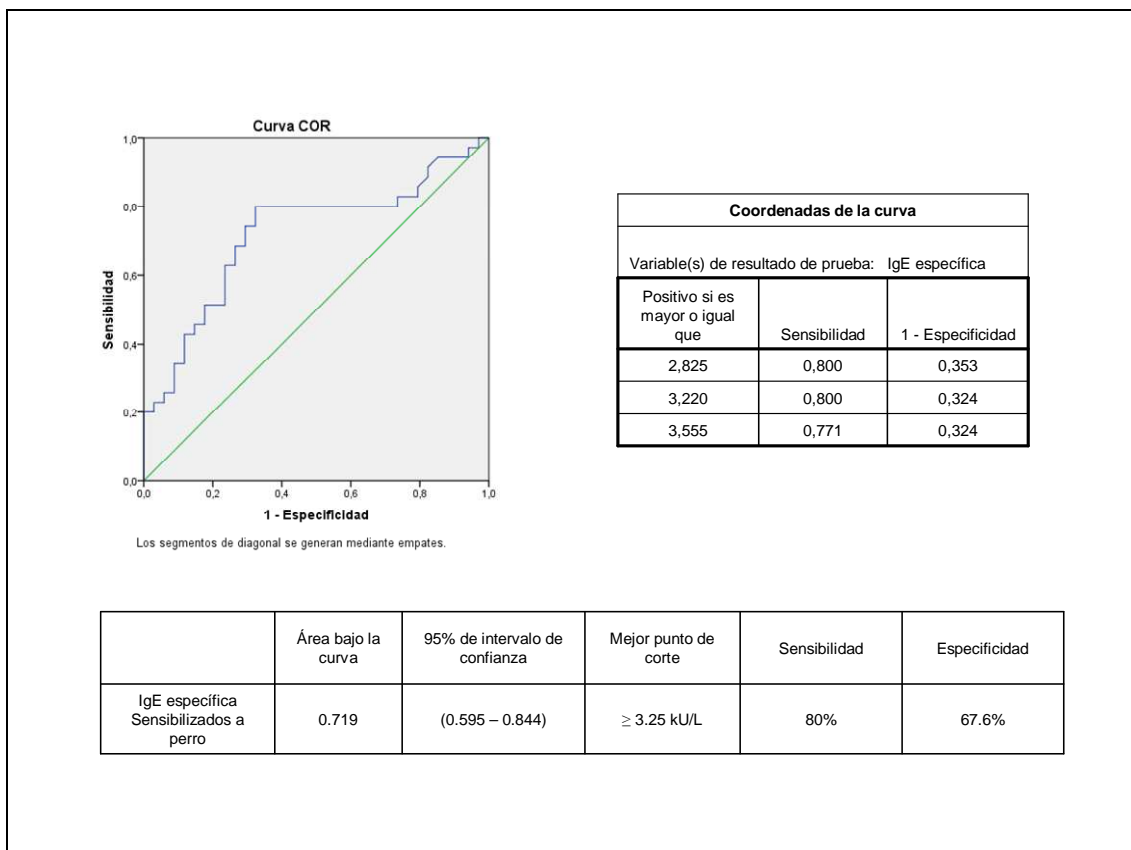 Curva COR
1,0
0,0
0,6
0,4
0,2
0,0
Sensibilidad
0,0 0,2 0,4 0,6 0,8 1,0
1 - Especificidad
Los segmentos de diagonal se generan mediante empates.
Coordenadas de la curva
Variable(s) de resultado de prueba: IgE específica
Positivo si es
mayor o igual
que Sensibilidad 1 - Especificidad
2,825 0,800 0,353
3,220 0,800 0,324
3,555 0,771 0,324
Área bajo la
curva
95% de intervalo de
confianza
Mejor punto de
corte
Sensibilidad
Especificidad
IgE específica
Sensibilizados a
perro
0.719
(0.595 – 0.844)
≥ 3.25 kU/L
80%
67.6%